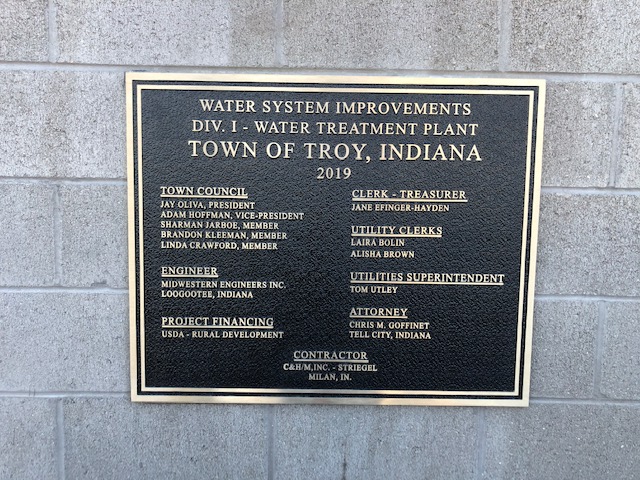 WATER SYSTEM IMPROVEMENTS
DIV. I - WATER TREATMENT PLANT
TOWN OF TROY, INDIANA
2019
TOWN COUNCIL
JAY OLIVA, PRESIDENT
ADAM HOFFMAN, VICE-PRESIDENT
SHARMAN JARBOE, MEMBER
BRANDON KLEEMAN, MEMBER
LINDA CRAWFORD, MEMBER
ENGINEER
MIDWESTERN ENGINEERS INC.
LOOGOOTEE, INDIANA
PROJECT FINANCING
USDA - RURAL DEVELOPMENT
CLERK - TREASURER
JANE EFINGER-HAYDEN
UTILITY CLERKS
LAIRA BOLIN
ALISHA BROWN
UTILITIES SUPERINTENDENT
TOM UTLEY
ATTORNEY
CHRIS M. GOFFINET
TELL CITY, INDIANA
CONTRACTOR
C&H/M,INC. - STRIEGEL
MILAN, IN.